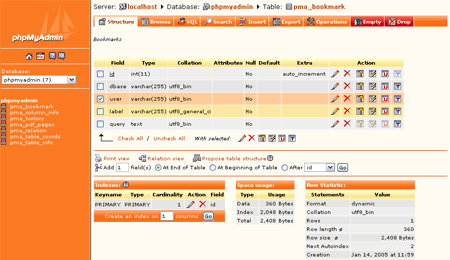 Server: localhost ▸ Database: phpmyadmin ▸ Table: pma_bookmark
phpMyAdmin
Structure Browse SQL Search Insert Export Operations Empty Drop
Bookmarks
Field Type Collation Attributes Null Default Extra Action
id int(11) auto_increment
Database:
phpmyadmin (7)
dbase varchar(255) utf8_bin
user varchar(255) utf8_bin
label varchar(255) utf8_general_ci
query text utf8_bin
phpmyadmin
pma_bookmark
pma_column_info
pma_history
pma_pdf_pages
pma_relation
pma_table_coords
pma_table_info
Check All / Uncheck All With selected:
Print view Relation view Propose table structure
Add 1 field(s) At End of Table At Beginning of Table After id Go
Indexes:
Keyname Type Cardinality Action Field
PRIMARY PRIMARY 1 id
Create an index on 1 columns Go
Space usage:
Type Usage
Data 360 Bytes
Index 2,048 Bytes
Total 2,408 Bytes
Row Statistic:
Statements Value
Format dynamic
Collation utf8_bin
Rows 1
Row length ø 360
Row size ø 2,408 Bytes
Next Autoindex 2
Creation Jan 14, 2005 at 11:59